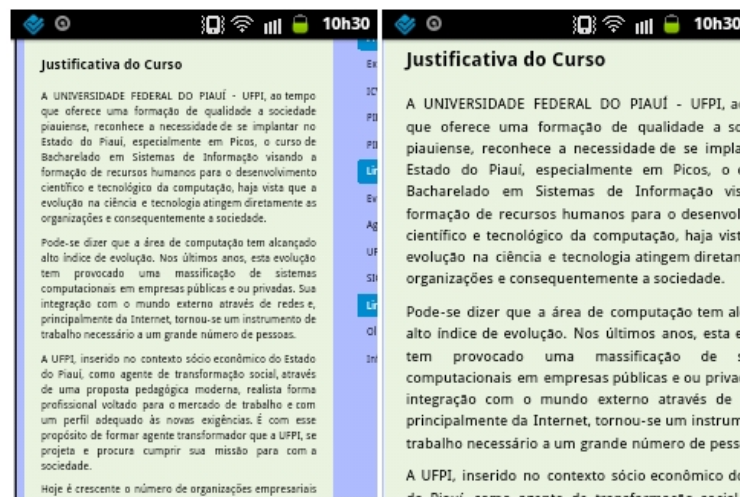 10h30
Justificativa do Curso
A UNIVERSIDADE FEDERAL DO PIAUÍ - UFPI, ao tempo
que oferece uma formação de qualidade a sociedade
piauiense, reconhece a necessidade de se implantar no
Estado do Piauí, especialmente em Picos, o curso de
Bacharelado em Sistemas de Informação visando a
formação de recursos humanos para o desenvolvimento
científico e tecnológico da computação, haja vista que a
evolução na ciência e tecnologia atingem diretamente as
organizações e consequentemente a sociedade.
Pode-se dizer que a área de computação tem alcançado
alto índice de evolução. Nos últimos anos, esta evolução
tem provocado uma massificação de sistemas
computacionais em empresas públicas e ou privadas. Sua
integração com o mundo externo através de redes e,
principalmente da Internet, tornou-se um instrumento de
trabalho necessário a um grande número de pessoas.
A UFPI, inserido no contexto sócio econômico do Estado
do Piauí, como agente de transformação social, através
de uma proposta pedagógica moderna, realista forma
profissional voltado para o mercado de trabalho e com
um perfil adequado às novas exigências. É com esse
propósito de formar agente transformador que a UFPI, se
projeta e procura cumprir sua missão para com a
sociedade.
Hoje é crescente o número de organizações empresariais
Ex
PI
PI
Lin
Ev
Ag
UF
SI
Lin
Ol
In
10h30
Justificativa do Curso
A UNIVERSIDADE FEDERAL DO PIAUÍ - UFPI, a
que oferece uma formação de qualidade a so
piauiense, reconhece a necessidade de se impla
Estado do Piauí, especialmente em Picos, o
Bacharelado em Sistemas de Informação vis
formação de recursos humanos para o desenvol
científico e tecnológico da computação, haja vist
evolução na ciência e tecnologia atingem diretan
organizações e consequentemente a sociedade.
Pode-se dizer que a área de computação tem al
alto índice de evolução. Nos últimos anos, esta e
tem provocado uma massificação de s
computacionais em empresas públicas e ou priva
integração com o mundo externo através de
principalmente da Internet, tornou-se um instrum
trabalho necessário a um grande número de pess
A UFPI, inserido no contexto sócio econômico do